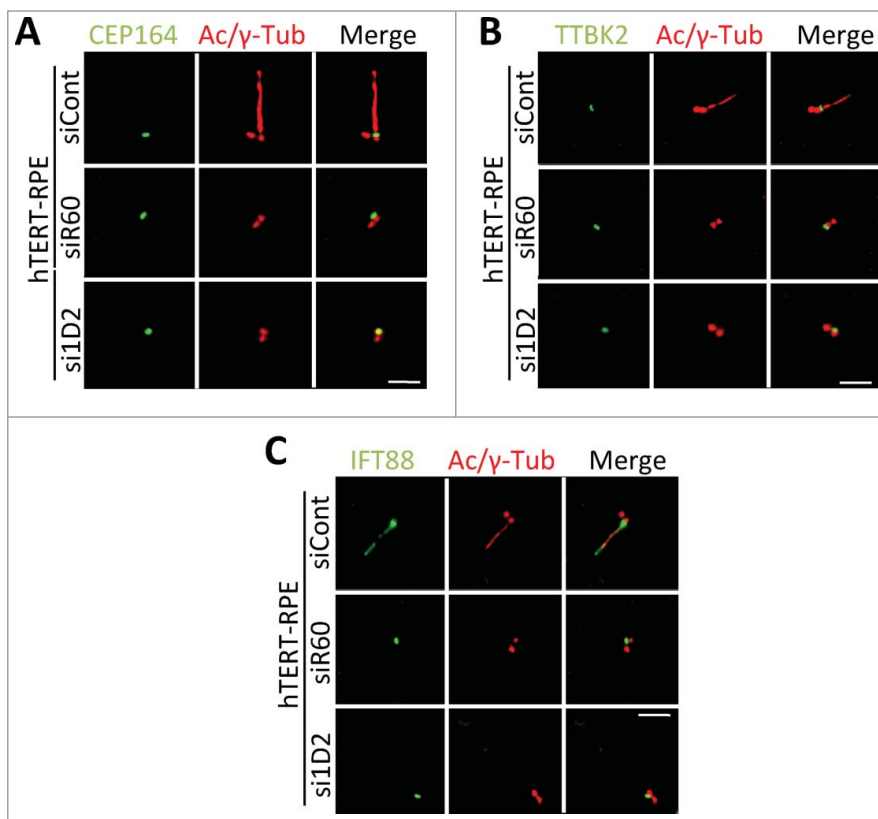 A
CEP164 Ac/γ-Tub Merge
hTERT-RPE
siCont
siR60
si1D2
B
TTBK2 Ac/γ-Tub Merge
hTERT-RPE
siCont
siR60
si1D2
C
IFT88 Ac/γ-Tub Merge
hTERT-RPE
siCont
siR60
si1D2